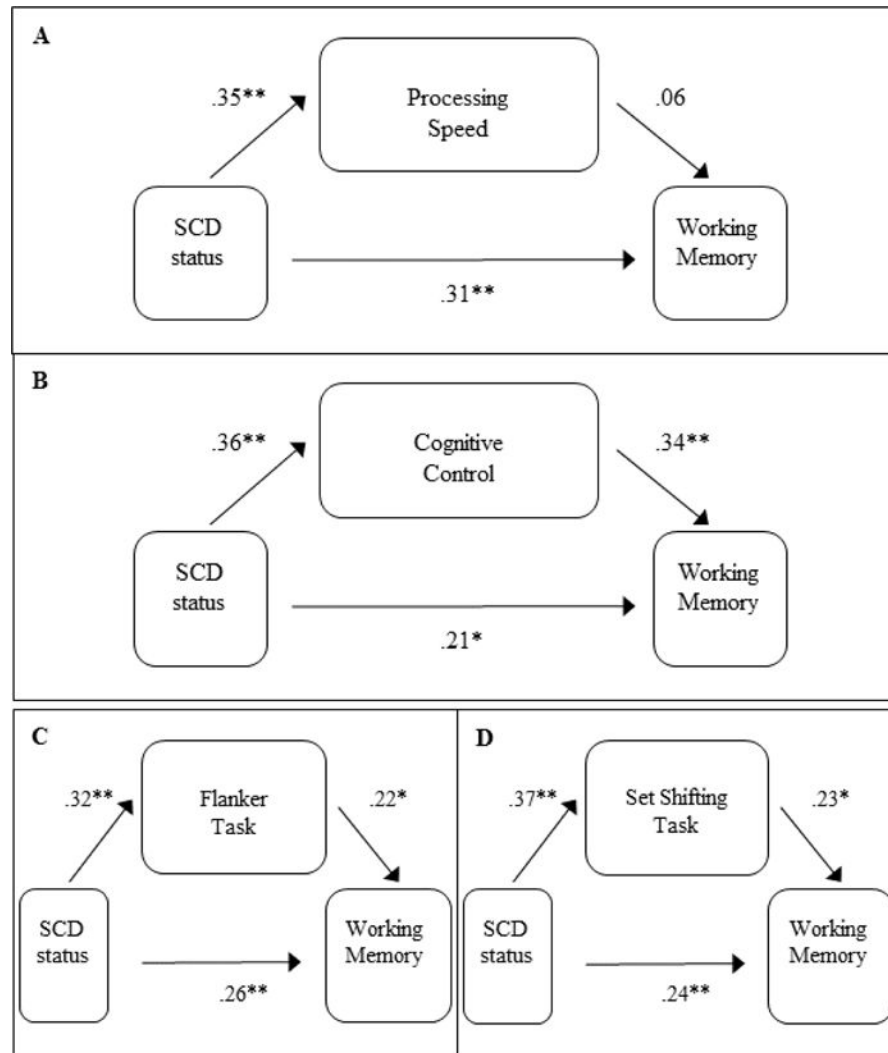 A
.35**
Processing
Speed
.06
SCD
status
Working
Memory
.31**
B
.36**
Cognitive
Control
.34**
SCD
status
Working
Memory
.21*
C
.32**
Flanker
Task
.22*
SCD
status
Working
Memory
.26**
D
.37**
Set Shifting
Task
.23*
SCD
status
Working
Memory
.24**